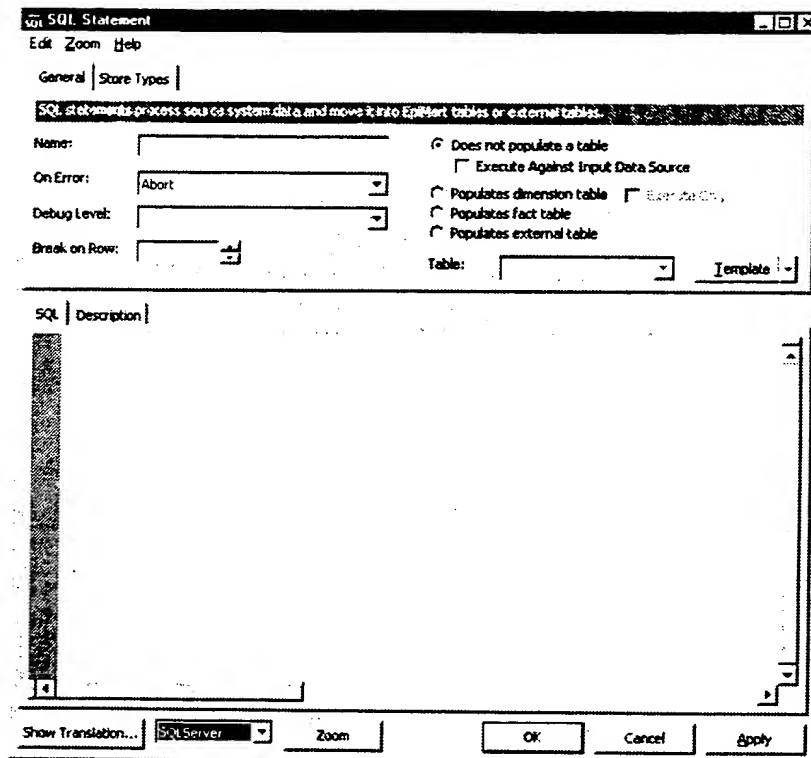 SQL SQL Statement
Edit Zoom Help
General Store Types
SQL statements process source system data and move it into EpiMart tables or external tables.
Name:
On Error: Abort
Debug Level:
Break on Row:
Does not populate a table
Execute Against Input Data Source
Populates dimension table
Populates fact table
Populates external table
Table: Template
SQL Description
Show Translation... SQLServer Zoom OK Cancel Apply